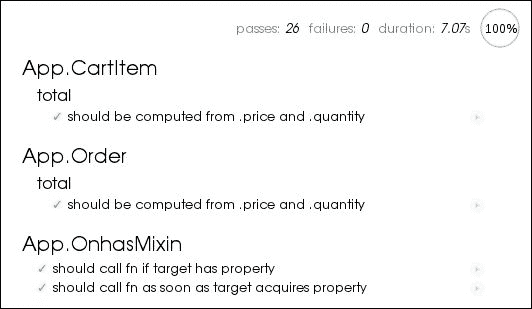 passes: 26 failures: 0 duration: 7.07s 100%
App.CartItem
total
✓ should be computed from .price and .quantity
App.Order
total
✓ should be computed from .price and .quantity
App.OnhasMixin
✓ should call fn if target has property
✓ should call fn as soon as target acquires property